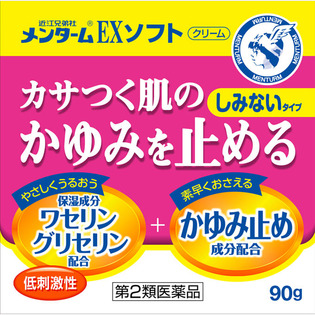 近江兄弟社
メンターム EX ソフト クリーム
MENTURM
MENTURM
カサつく肌の
しみないタイプ
かゆみを止める
やさしくうるおう
保湿成分
ワセリン
グリセリン
配合
+
素早くおさえる
かゆみ止め
成分配合
低刺激性
第2類医薬品
90g